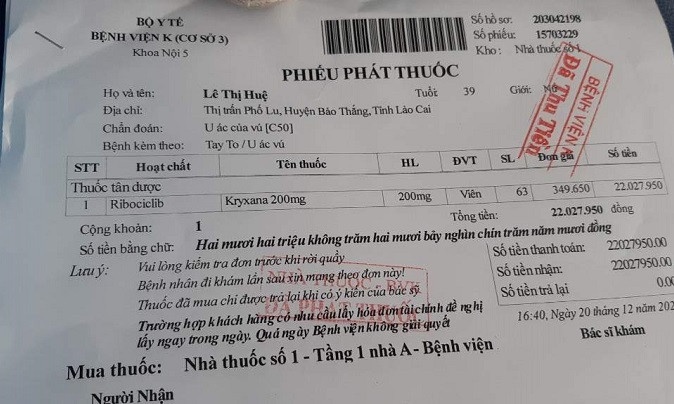 BỘ Y TẾ
BỆNH VIỆN K (CƠ SỞ 3)
Khoa Nội 5
Số hồ sơ: 203042198
Số phiếu: 15703229
Kho: Nhà thuốc số 1
PHIẾU PHÁT THUỐC
BỆNH VIỆN K
Đã Thu Tiền
Họ và tên: Lê Thị Huệ Tuổi: 39 Giới: Nữ
Địa chỉ: Thị trấn Phố Lu, Huyện Bảo Thắng, Tỉnh Lào Cai
Chẩn đoán: U ác của vú [C50]
Bệnh kèm theo: Tay To / U ác vú
STT Hoạt chất Tên thuốc HL ĐVT SL Đơn giá Số tiền
Thuốc tân dược
1 Ribociclib Kryxana 200mg 200mg Viên 63 349.650 22.027.950
Cộng khoản: 1 Tổng tiền: 22.027.950 đồng
Số tiền bằng chữ: Hai mươi hai triệu không trăm hai mươi bảy nghìn chín trăm năm mươi đồng
Lưu ý: Vui lòng kiểm tra đơn trước khi rời quầy
Bệnh nhân đi khám lần sau xin mang theo đơn này!
Thuốc đã mua chỉ được trả lại khi có ý kiến của bác sỹ.
Trường hợp khách hàng có nhu cầu lấy hóa đơn tài chính đề nghị
lấy ngay trong ngày. Quá ngày Bệnh viện không giải quyết
NHÀ THUỐC - BVK
ĐÃ PHÁT THUỐC
Số tiền thanh toán: 22027950.00
Số tiền nhận: 22027950.00
Số tiền trả lại 0.00
16:40, Ngày 20 tháng 12 năm 202
Bác sĩ khám
Mua thuốc: Nhà thuốc số 1 - Tầng 1 nhà A - Bệnh viện
Người Nhận